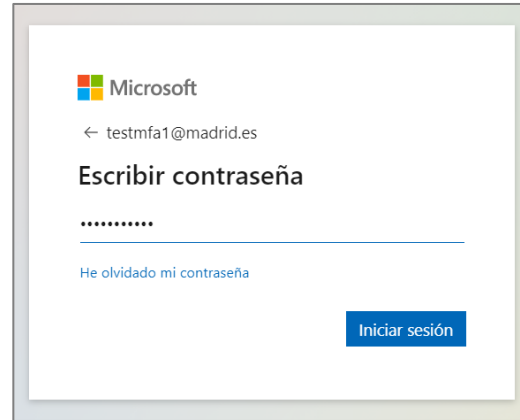 Microsoft
← testmfa1@madrid.es
Escribir contraseña
•••••••••••
He olvidado mi contraseña
Iniciar sesión